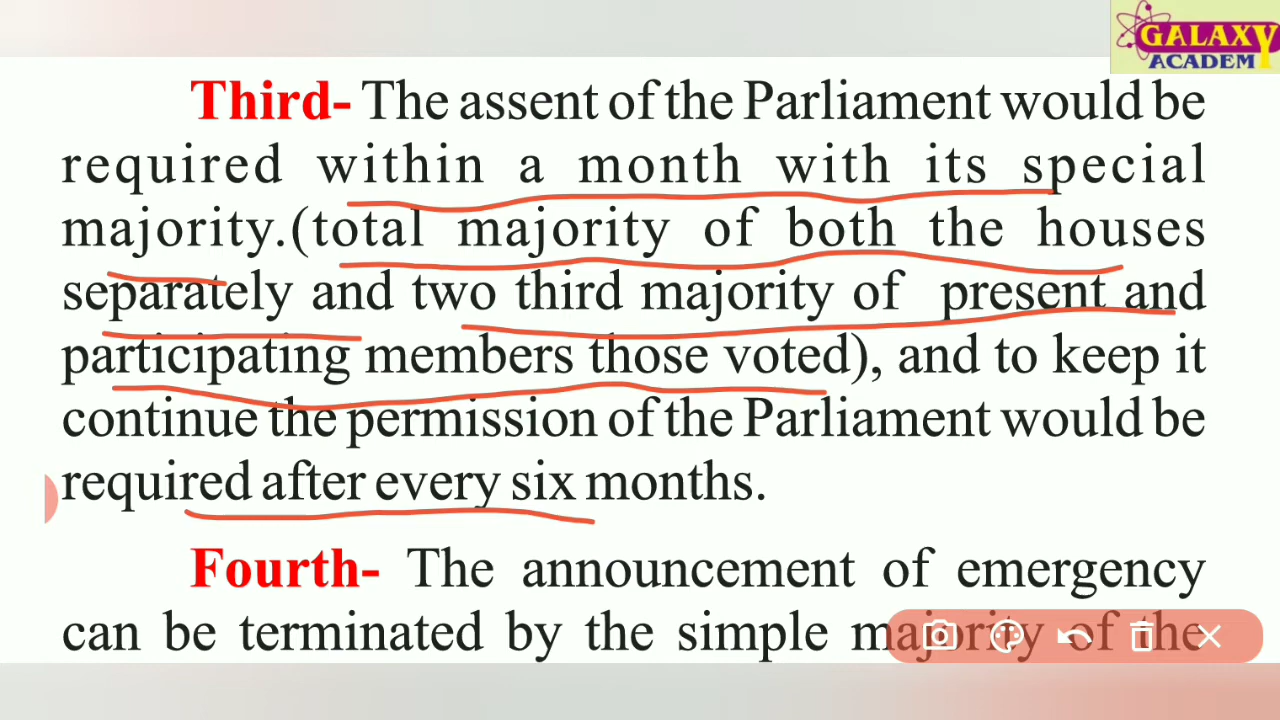 GALAXY
ACADEMY
Third- The assent of the Parliament would be
required within a month with its special
majority.(total majority of both the houses
separately and two third majority of present and
participating members those voted), and to keep it
continue the permission of the Parliament would be
required after every six months.
Fourth- The announcement of emergency
can be terminated by the simple majority of the